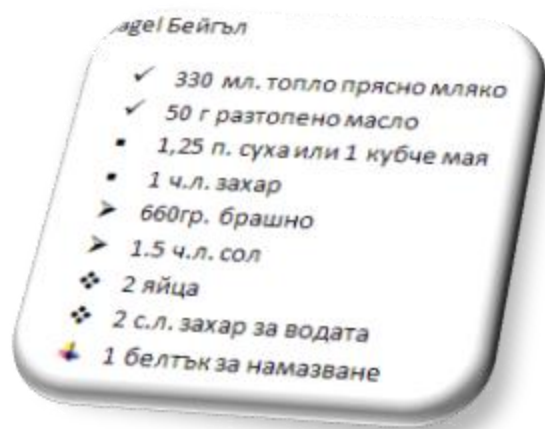 agel Бейгъл
330 мл. топло прясно мляко
50 г разтопено масло
1,25 п. суха или 1 кубче мая
1 ч.л. захар
660гр. брашно
1.5 ч.л. сол
2 яйца
2 с.л. захар за водата
1 белтък за намазване